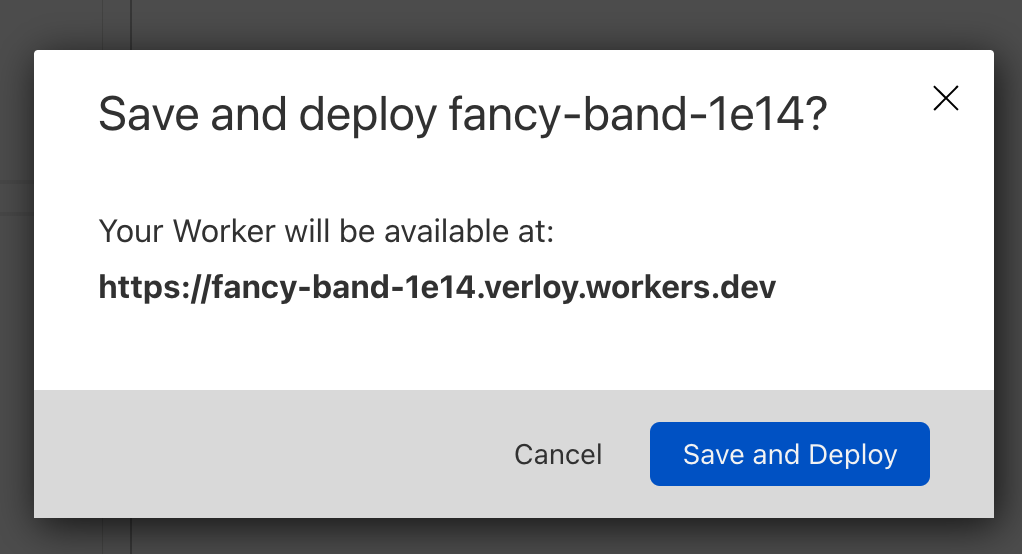 Save and deploy fancy-band-1e14?
Your Worker will be available at:
https://fancy-band-1e14.verloy.workers.dev
Cancel
Save and Deploy